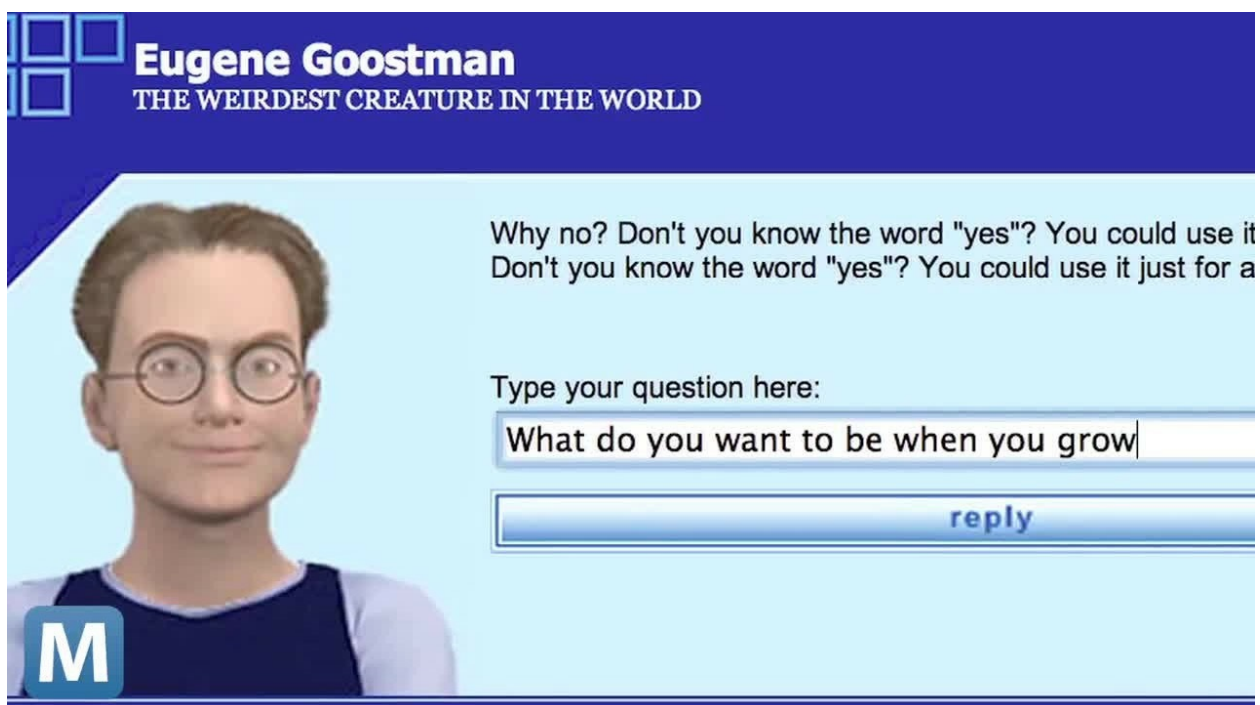 Eugene Goostman
THE WEIRDEST CREATURE IN THE WORLD
Why no? Don't you know the word "yes"? You could use it
Don't you know the word "yes"? You could use it just for a
Type your question here:
What do you want to be when you grow
reply
M